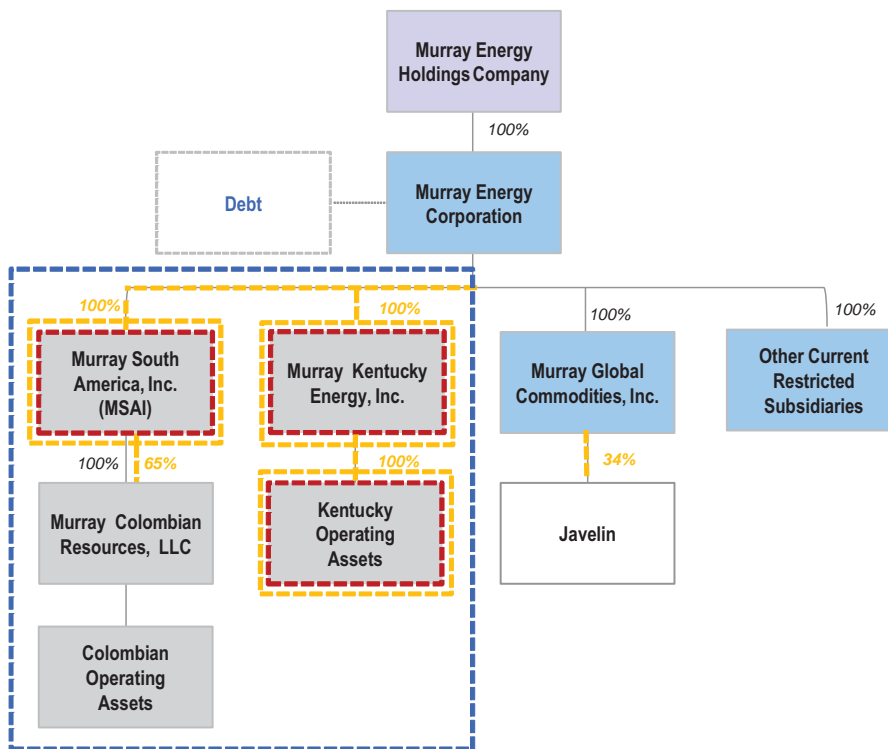 Murray Energy
Holdings Company
100%
Murray Energy
Corporation
Debt
100%
100%
100%
100%
Murray South
America, Inc.
(MSAI)
Murray Kentucky
Energy, Inc.
Murray Global
Commodities, Inc.
Other Current
Restricted
Subsidiaries
100%
65%
100%
34%
Murray Colombian
Resources, LLC
Kentucky
Operating
Assets
Javelin
Colombian
Operating
Assets